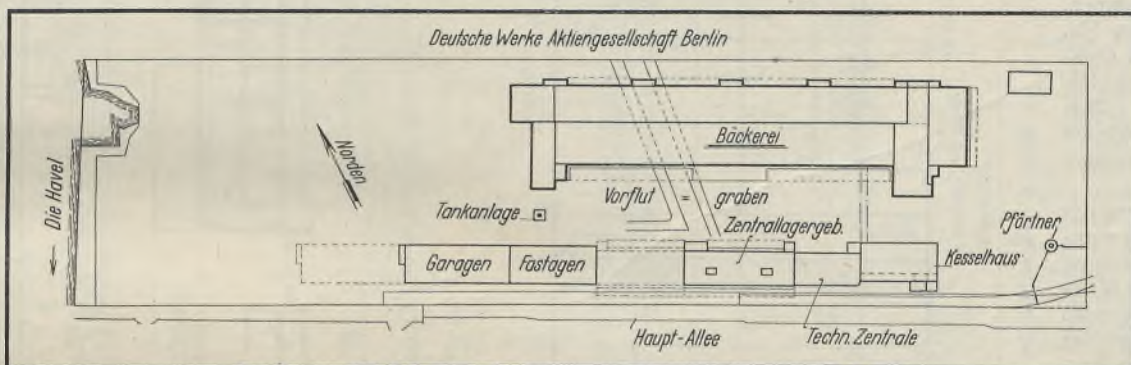 Deutsche Werke Aktiengesellschaft Berlin
Bäckerei
Norden
Die Havel
Vorflut = graben
Tankanlage
Zentrallagergeb.
Pförtner
Garagen
Fastagen
Kesselhaus
Haupt-Allee
Techn. Zentrale